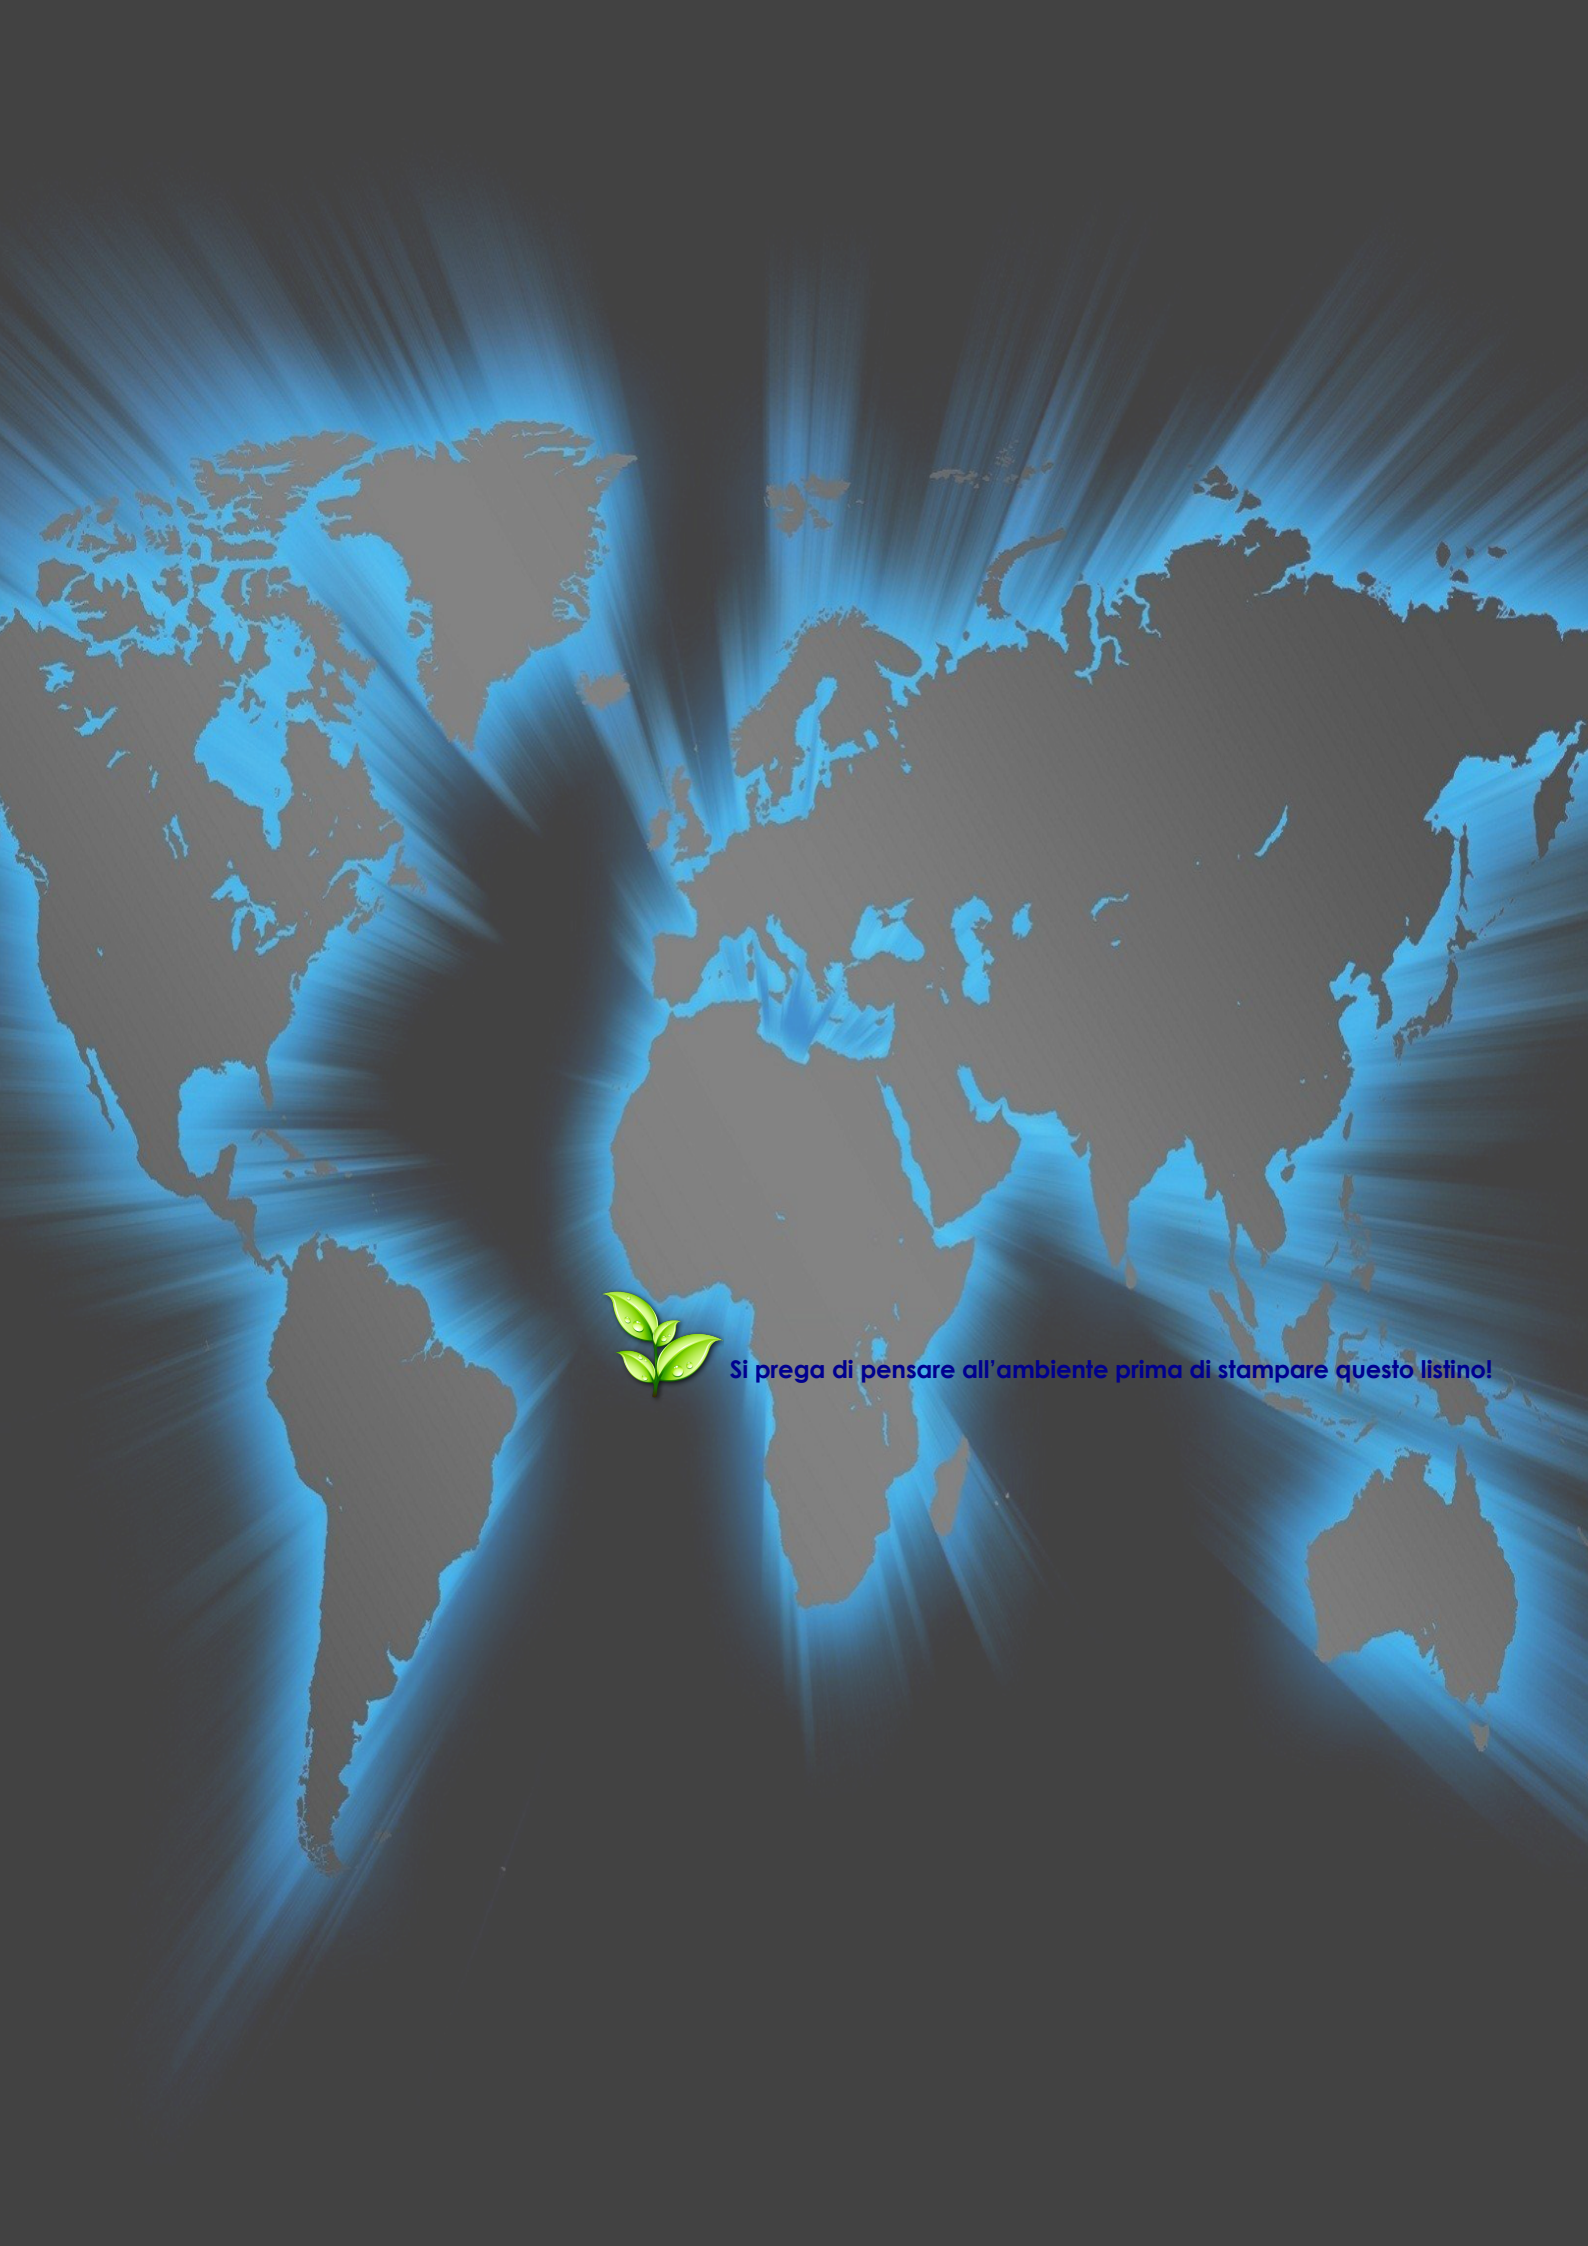 Si prega di pensare all’ambiente prima di stampare questo listino!